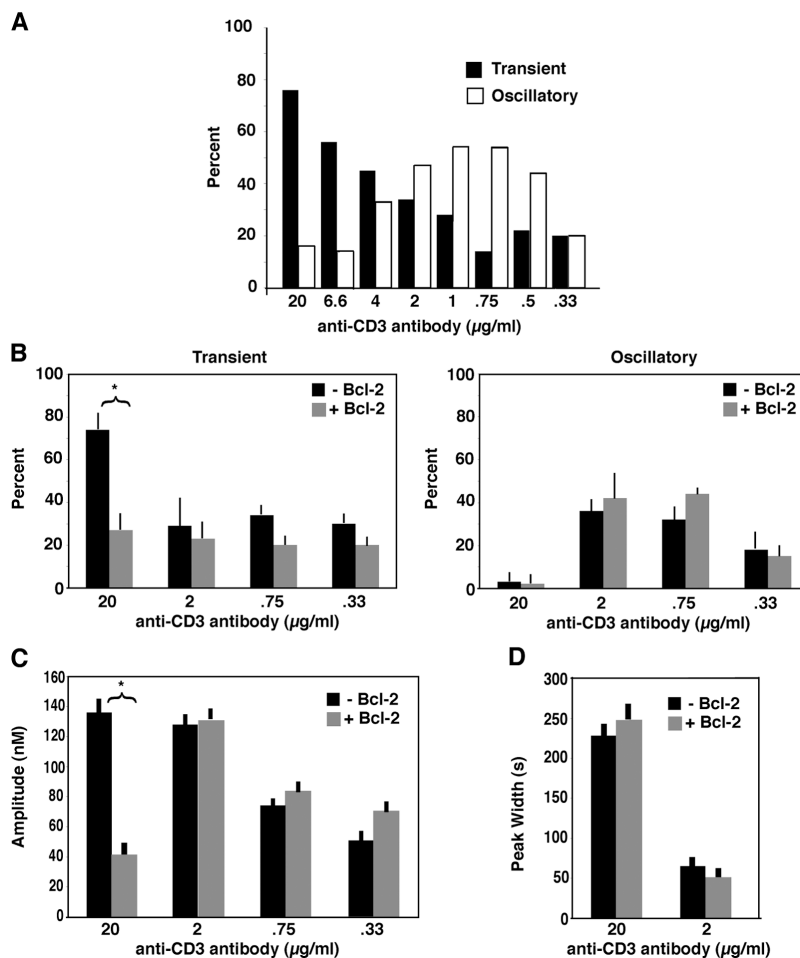 A
100
80
60
40
20
0
Percent
Transient
Oscillatory
20 6.6 4 2 1 .75 .5 .33
anti-CD3 antibody (µg/ml)
B
Transient
100
80
60
40
20
0
Percent
*
- Bcl-2
+ Bcl-2
20 2 .75 .33
anti-CD3 antibody (µg/ml)
Oscillatory
100
80
60
40
20
0
Percent
- Bcl-2
+ Bcl-2
20 2 .75 .33
anti-CD3 antibody (µg/ml)
C
160
140
120
100
80
60
40
20
0
Amplitude (nM)
*
- Bcl-2
+ Bcl-2
20 2 .75 .33
anti-CD3 antibody (µg/ml)
D
300
250
200
150
100
50
0
Peak Width (s)
- Bcl-2
+ Bcl-2
20 2
anti-CD3 antibody (µg/ml)